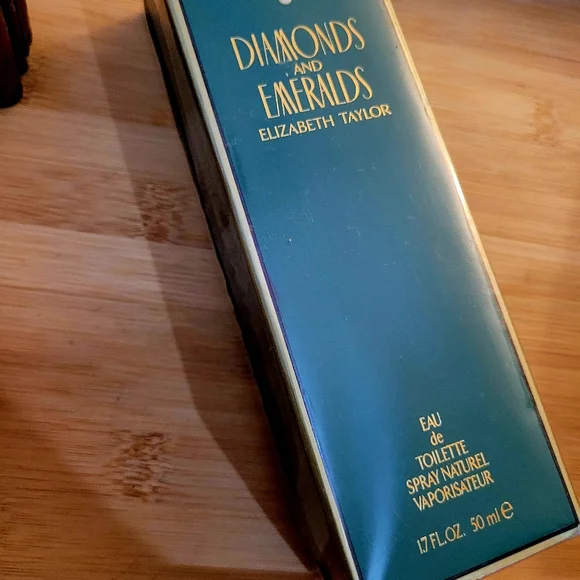 DIAMONDS
AND
EMERALDS
ELIZABETH TAYLOR
EAU
de
TOILETTE
SPRAY NATUREL
VAPORISATEUR
1.7 FL.OZ. 50 ml e